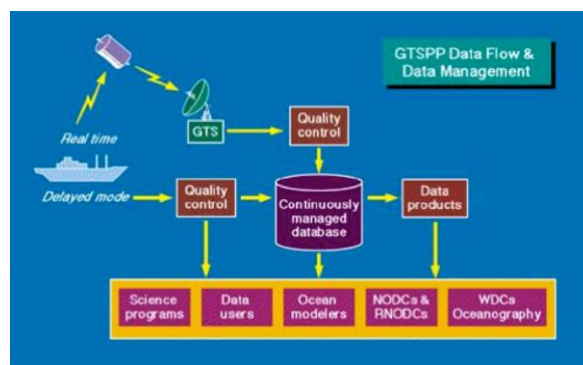 GTSPP Data Flow &
Data Management
Real time
GTS
Quality
control
Delayed mode
Quality
control
Continuously
managed
database
Data
products
Science
programs
Data
users
Ocean
modelers
NODCs &
RNODCs
WDCs
Oceanography